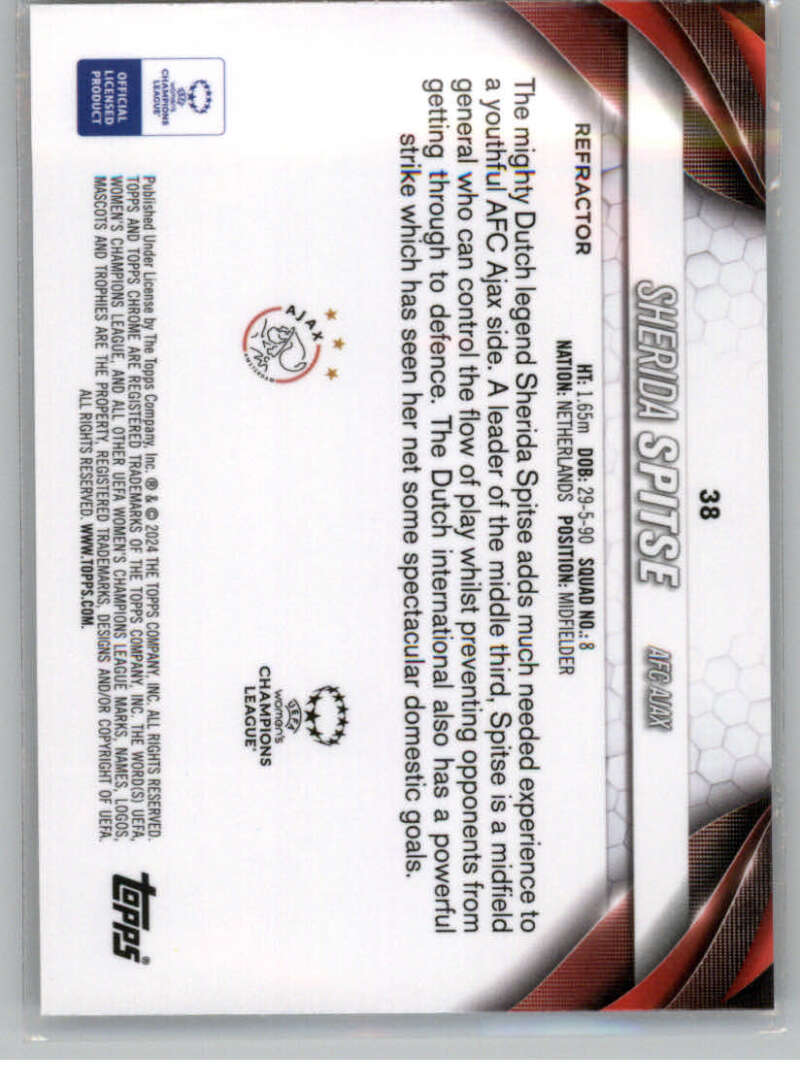 38
SHERIDA SPITSE AFC AJAX
REFRACTOR
HT: 1.65m DOB: 29-5-90 SQUAD NO.: 8
NATION: NETHERLANDS POSITION: MIDFIELDER
The mighty Dutch legend Sherida Spitse adds much needed experience to
a youthful AFC Ajax side. A leader of the middle third, Spitse is a midfield
general who can control the flow of play whilst preventing opponents from
getting through to defence. The Dutch international also has a powerful
strike which has seen her net some spectacular domestic goals.
AJAX
AMSTERDAM
UEFA
women's
CHAMPIONS
LEAGUE
UEFA
women's
CHAMPIONS
LEAGUE
OFFICIAL
LICENSED
PRODUCT
Published Under License by The Topps Company, Inc. ® & © 2024 THE TOPPS COMPANY, INC. ALL RIGHTS RESERVED.
TOPPS AND TOPPS CHROME ARE REGISTERED TRADEMARKS OF THE TOPPS COMPANY, INC. THE WORD(S) UEFA,
WOMEN'S CHAMPIONS LEAGUE, AND ALL OTHER UEFA WOMEN'S CHAMPIONS LEAGUE MARKS, NAMES, LOGOS,
MASCOTS AND TROPHIES ARE THE PROPERTY, REGISTERED TRADEMARKS, DESIGNS AND/OR COPYRIGHT OF UEFA.
ALL RIGHTS RESERVED. WWW.TOPPS.COM.
topps®